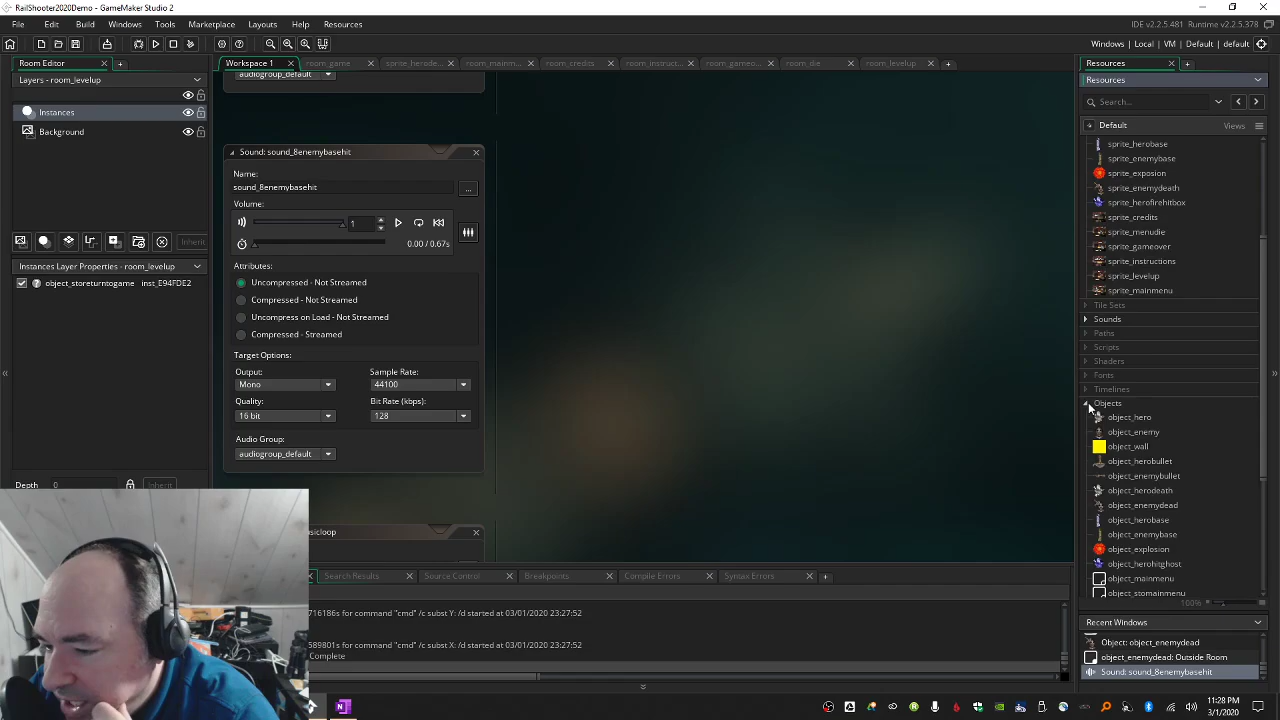 RailShooter2020Demo - GameMaker Studio 2
File Edit Build Windows Tools Marketplace Layouts Help Resources
IDE v2.2.5.481 Runtime v2.2.5.378
Windows | Local | VM | Default | default
Room Editor
Layers - room_levelup
Instances
Background
Inherit
Instances Layer Properties - room_levelup
object_storeturntogame inst_E94FDE2
Depth 0 Inherit
Workspace 1 room_game sprite_herode... room_mainm... room_credits room_instruct... room_gameo... room_die room_levelup
audiogroup_default
Sound: sound_8enemybasehit
Name:
sound_8enemybasehit
...
Volume:
1
0.00 / 0.67s
Attributes:
Uncompressed - Not Streamed
Compressed - Not Streamed
Uncompress on Load - Not Streamed
Compressed - Streamed
Target Options:
Output: Sample Rate:
Mono 44100
Quality: Bit Rate (kbps):
16 bit 128
Audio Group:
audiogroup_default
sicloop
Search Results Source Control Breakpoints Compile Errors Syntax Errors
716186s for command "cmd" /c subst Y: /d started at 03/01/2020 23:27:52
589801s for command "cmd" /c subst X: /d started at 03/01/2020 23:27:52
Complete
Resources
Resources
Search...
Default Views
sprite_herobase
sprite_enemybase
sprite_exposion
sprite_enemydeath
sprite_herofirehitbox
sprite_credits
sprite_menudie
sprite_gameover
sprite_instructions
sprite_levelup
sprite_mainmenu
Tile Sets
Sounds
Paths
Scripts
Shaders
Fonts
Timelines
Objects
object_hero
object_enemy
object_wall
object_herobullet
object_enemybullet
object_herodeath
object_enemydead
object_herobase
object_enemybase
object_explosion
object_herohitghost
object_mainmenu
object_stomainmenu
100%
Recent Windows
Object: object_enemydead
object_enemydead: Outside Room
Sound: sound_8enemybasehit
11:28 PM
3/1/2020